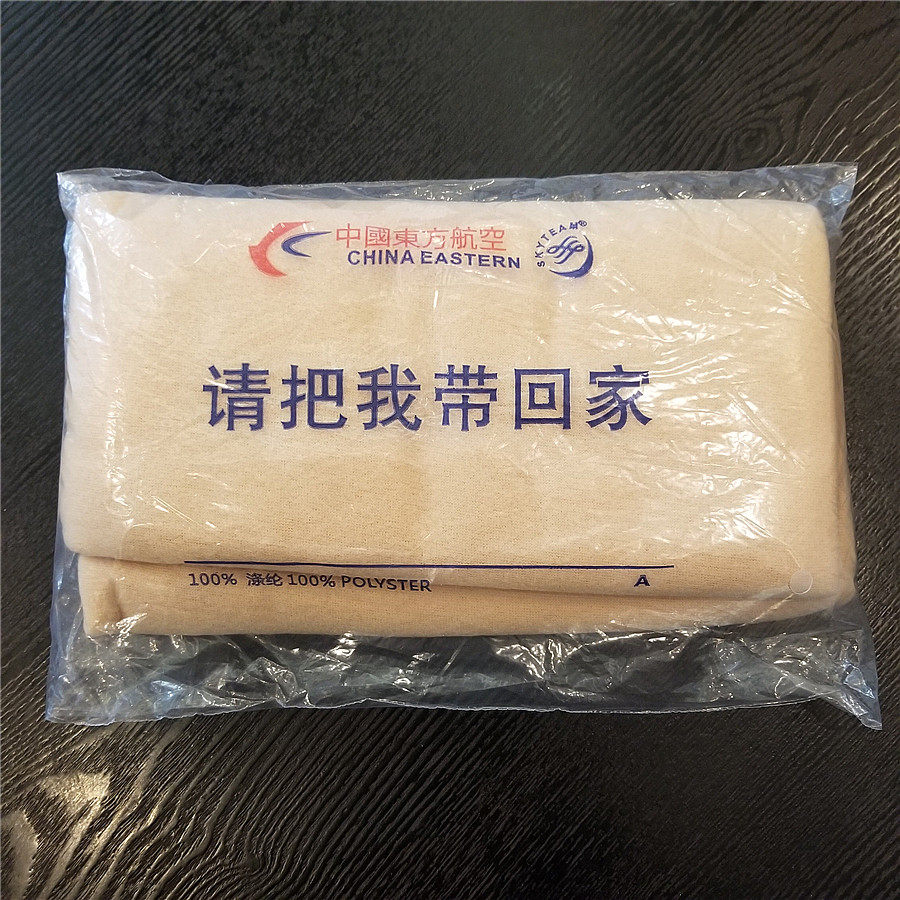 中國東方航空
CHINA EASTERN
SKYTEAM®
请把我带回家
100% 涤纶 100% POLYSTER
A